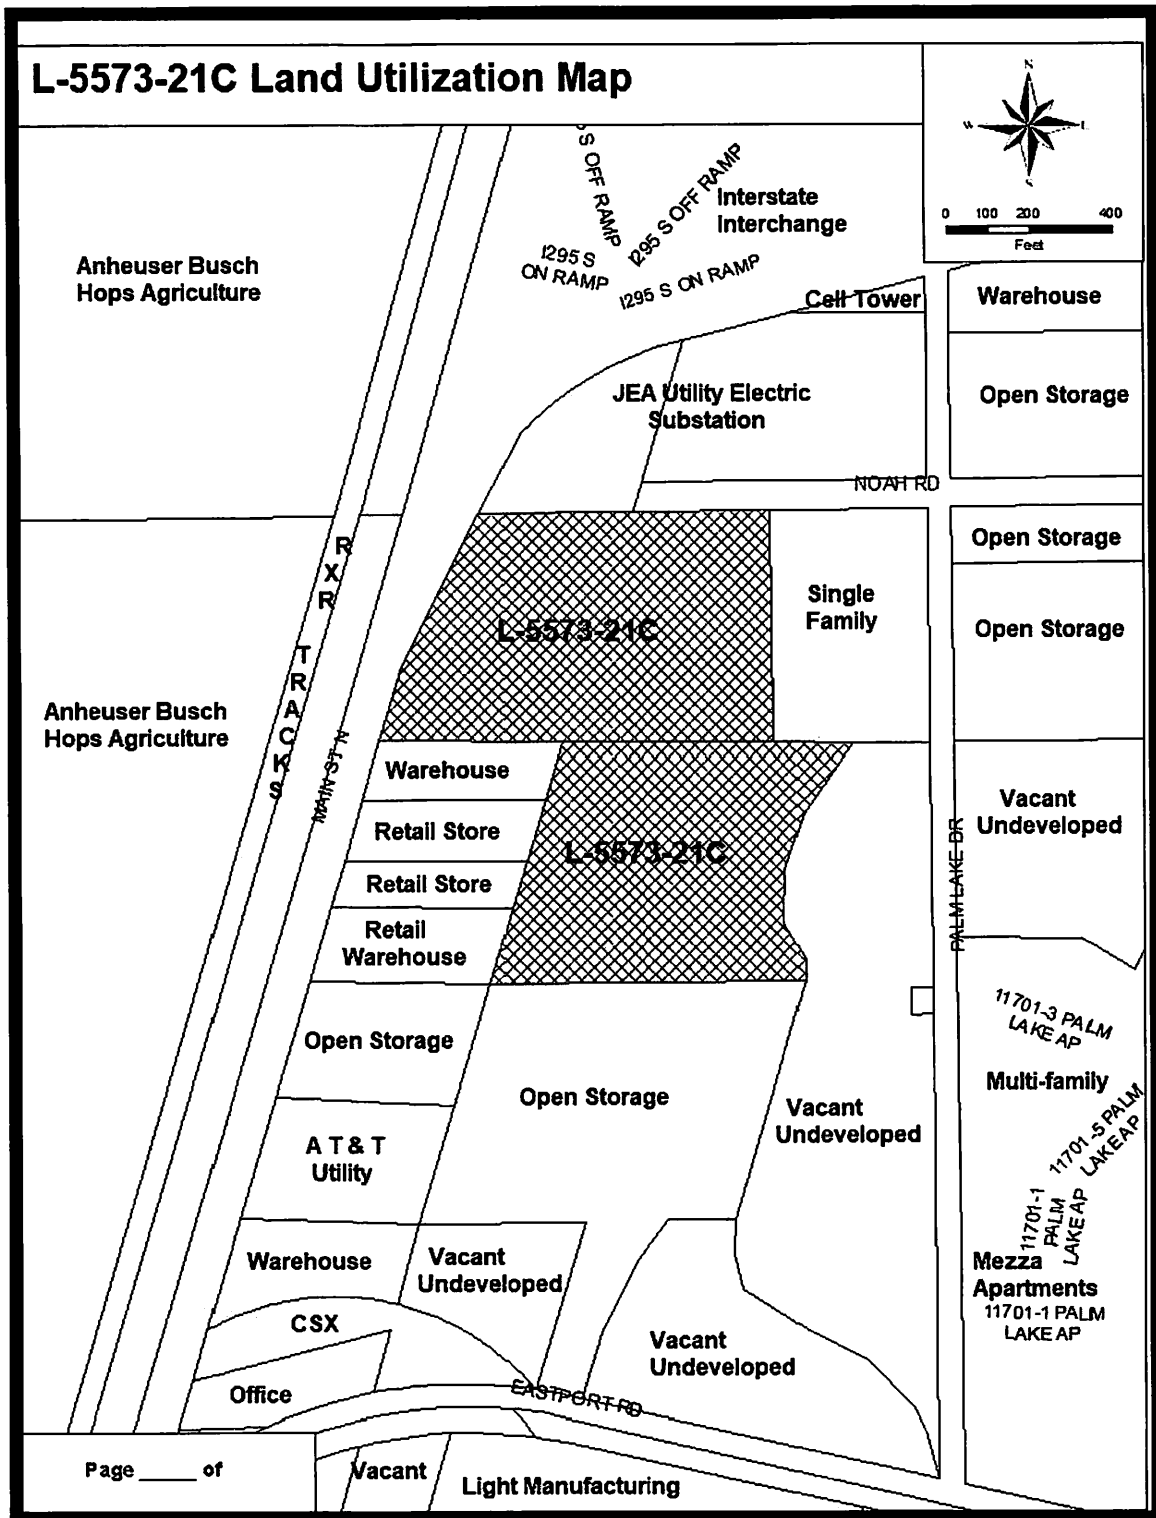 L-5573-21C Land Utilization Map
N
W
E
S
0 100 200 400
Feet
S OFF RAMP
I295 S OFF RAMP
Interstate
Interchange
I295 S
ON RAMP
I295 S ON RAMP
Anheuser Busch
Hops Agriculture
Cell Tower
Warehouse
JEA Utility Electric
Substation
Open Storage
NOAH RD
Open Storage
RXR TRACKS
Single
Family
L-5573-21C
Open Storage
Anheuser Busch
Hops Agriculture
MAIN ST N
Warehouse
Retail Store
L-5573-21C
Vacant
Undeveloped
PALM LAKE DR
Retail Store
Retail
Warehouse
11701-3 PALM
LAKE AP
Open Storage
Multi-family
Open Storage
Vacant
Undeveloped
11701-5 PALM
LAKE AP
A T & T
Utility
11701-1
PALM
LAKE AP
Warehouse
Vacant
Undeveloped
Mezza
Apartments
11701-1 PALM
LAKE AP
CSX
Vacant
Undeveloped
Office
EASTPORT RD
Page _____ of
Vacant
Light Manufacturing